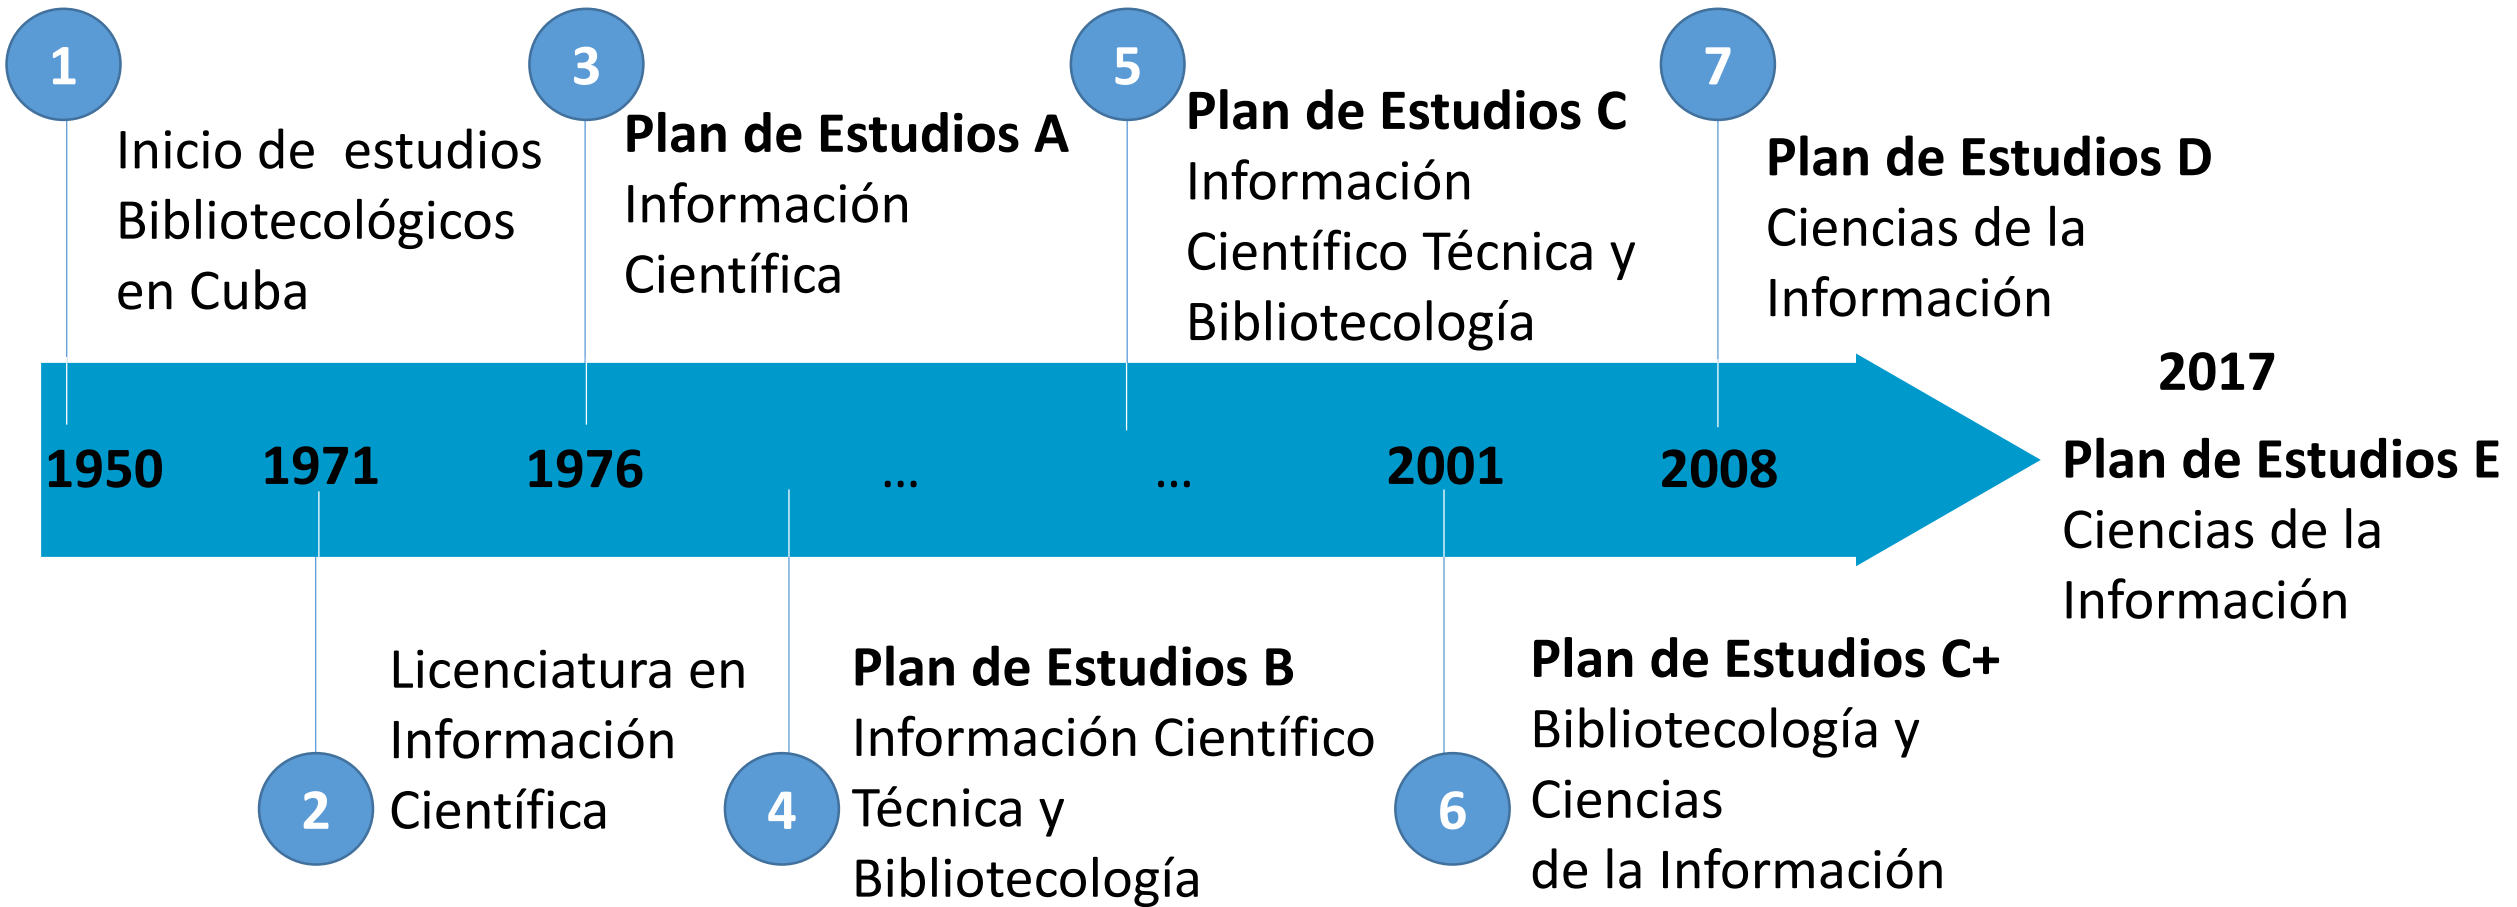 1
Inicio de  estudios
Bibliotecológicos
en Cuba
3
Plan de Estudios A
Información
Científica
5
Plan de Estudios C
Información
Científico Técnica y
Bibliotecología
7
Plan de Estudios D
Ciencias de la
Información
1950
1971
1976
...
...
2001
2008
2017
Plan de Estudios E
Ciencias de la
Información
2
Licenciatura en
Información
Científica
4
Plan de Estudios B
Información Científico
Técnica y
Bibliotecología
6
Plan de Estudios C+
Bibliotecología y
Ciencias
de la Información